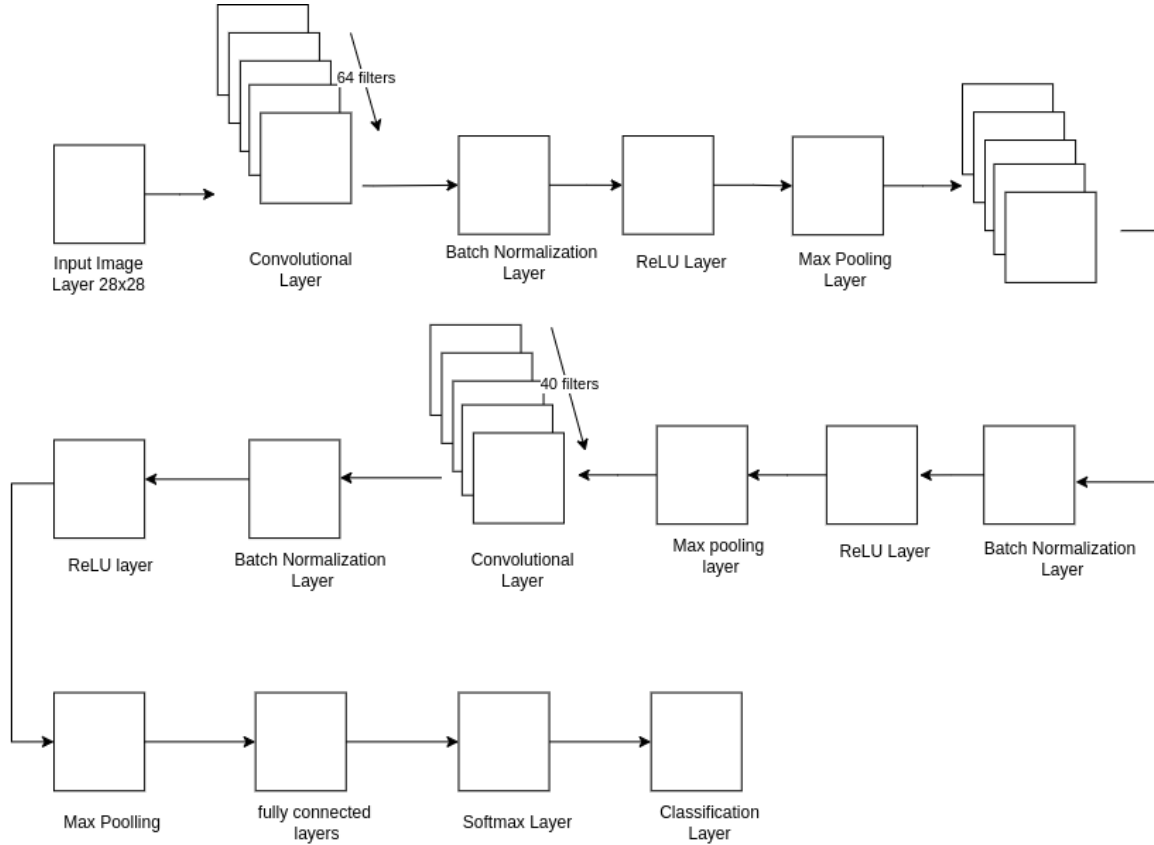 64 filters
Input Image
Layer 28x28
Convolutional
Layer
Batch Normalization
Layer
ReLU Layer
Max Pooling
Layer
40 filters
Batch Normalization
Layer
ReLU Layer
Max pooling
layer
Convolutional
Layer
Batch Normalization
Layer
ReLU layer
Max Poolling
fully connected
layers
Softmax Layer
Classification
Layer